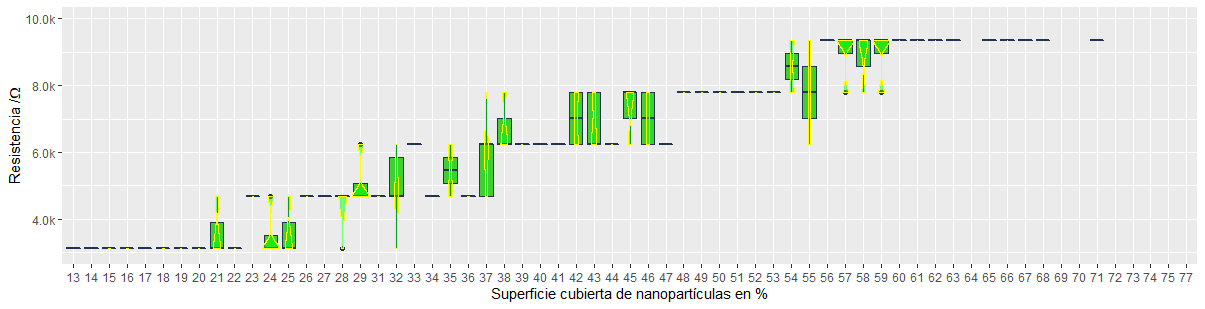 Resistencia /Ω
10.0k
8.0k
6.0k
4.0k
13 14 15 16 17 18 19 20 21 22 23 24 25 26 27 28 29 31 32 33 34 35 36 37 38 39 40 41 42 43 44 45 46 47 48 49 50 51 52 53 54 55 56 57 58 59 60 61 62 63 64 65 66 67 68 69 70 71 72 73 74 75 77
Superficie cubierta de nanopartículas en %